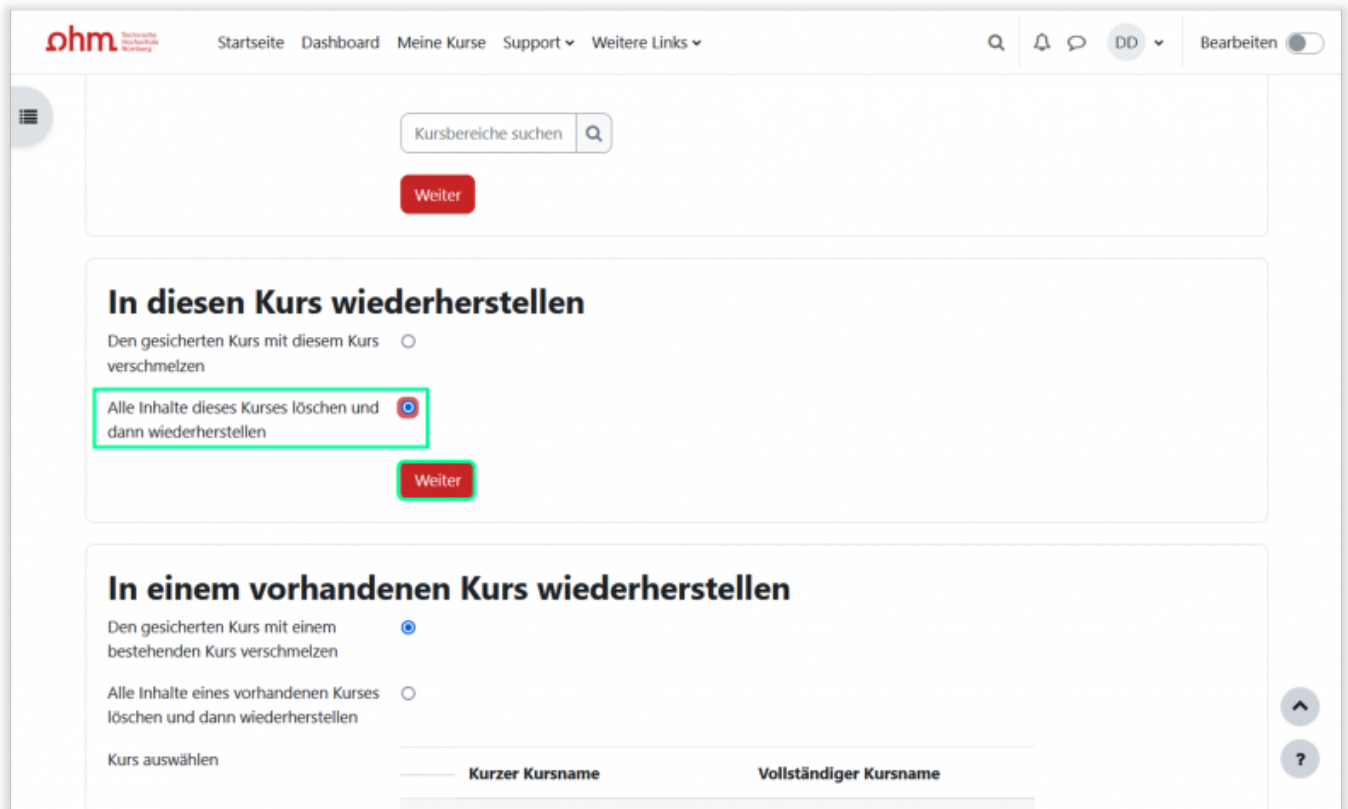 ohm Technische Hochschule Nürnberg Startseite Dashboard Meine Kurse Support Weitere Links DD Bearbeiten
Kursbereiche suchen
Weiter
In diesen Kurs wiederherstellen
Den gesicherten Kurs mit diesem Kurs
verschmelzen
Alle Inhalte dieses Kurses löschen und
dann wiederherstellen
Weiter
In einem vorhandenen Kurs wiederherstellen
Den gesicherten Kurs mit einem
bestehenden Kurs verschmelzen
Alle Inhalte eines vorhandenen Kurses
löschen und dann wiederherstellen
?
Kurs auswählen
Kurzer Kursname Vollständiger Kursname